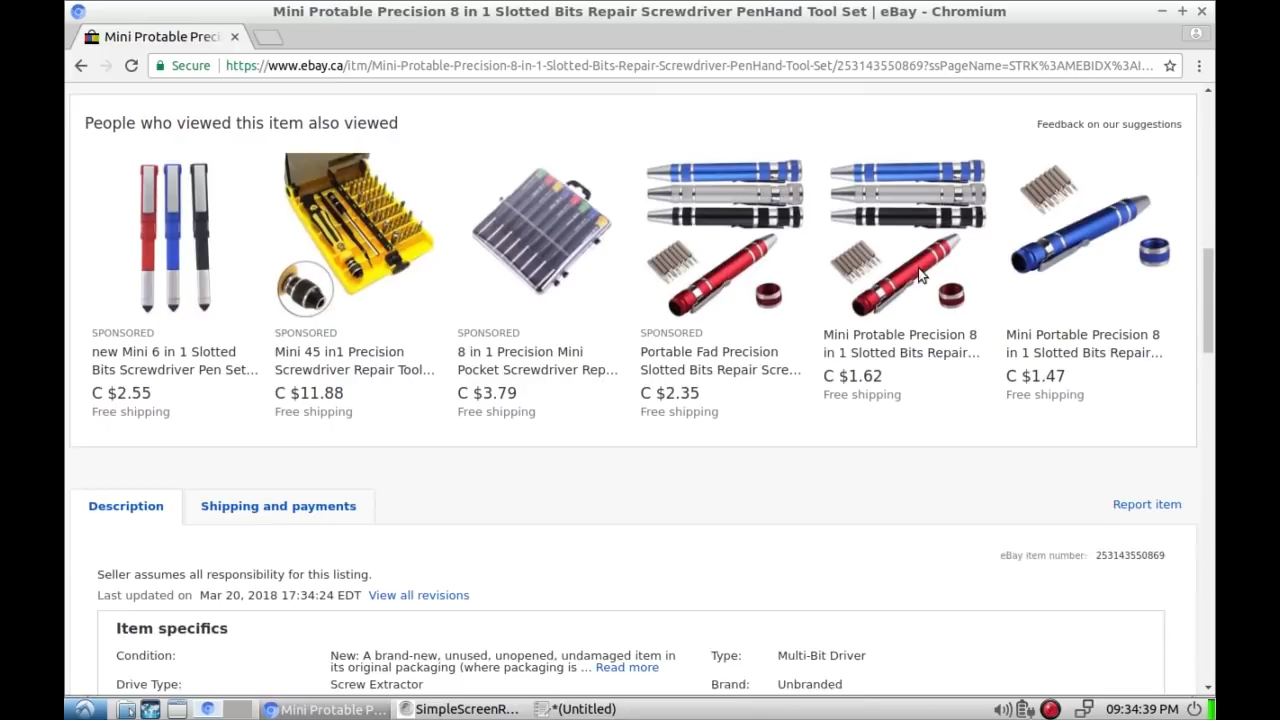 Mini Protable Precision 8 in 1 Slotted Bits Repair Screwdriver PenHand Tool Set | eBay - Chromium
Mini Protable Preci
Secure https://www.ebay.ca/itm/Mini-Protable-Precision-8-in-1-Slotted-Bits-Repair-Screwdriver-PenHand-Tool-Set/253143550869?ssPageName=STRK%3AMEBIDX%3AI...
People who viewed this item also viewed
Feedback on our suggestions
SPONSORED
new Mini 6 in 1 Slotted
Bits Screwdriver Pen Set...
C $2.55
Free shipping
SPONSORED
Mini 45 in1 Precision
Screwdriver Repair Tool...
C $11.88
Free shipping
SPONSORED
8 in 1 Precision Mini
Pocket Screwdriver Rep...
C $3.79
Free shipping
SPONSORED
Portable Fad Precision
Slotted Bits Repair Scre...
C $2.35
Free shipping
Mini Protable Precision 8
in 1 Slotted Bits Repair...
C $1.62
Free shipping
Mini Portable Precision 8
in 1 Slotted Bits Repair...
C $1.47
Free shipping
Description
Shipping and payments
Report item
eBay item number: 253143550869
Seller assumes all responsibility for this listing.
Last updated on Mar 20, 2018 17:34:24 EDT View all revisions
Item specifics
Condition: New: A brand-new, unused, unopened, undamaged item in
its original packaging (where packaging is ... Read more
Type: Multi-Bit Driver
Drive Type: Screw Extractor
Brand: Unbranded
Mini Protable P...
SimpleScreenR...
*(Untitled)
09:34:39 PM